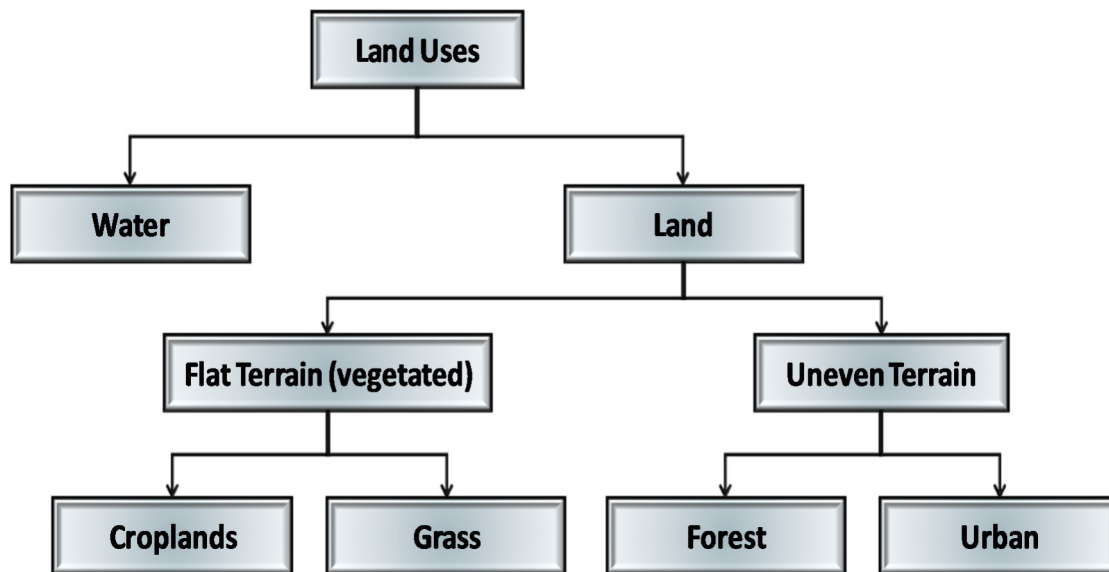 Land Uses
Water
Land
Flat Terrain (vegetated)
Uneven Terrain
Croplands
Grass
Forest
Urban